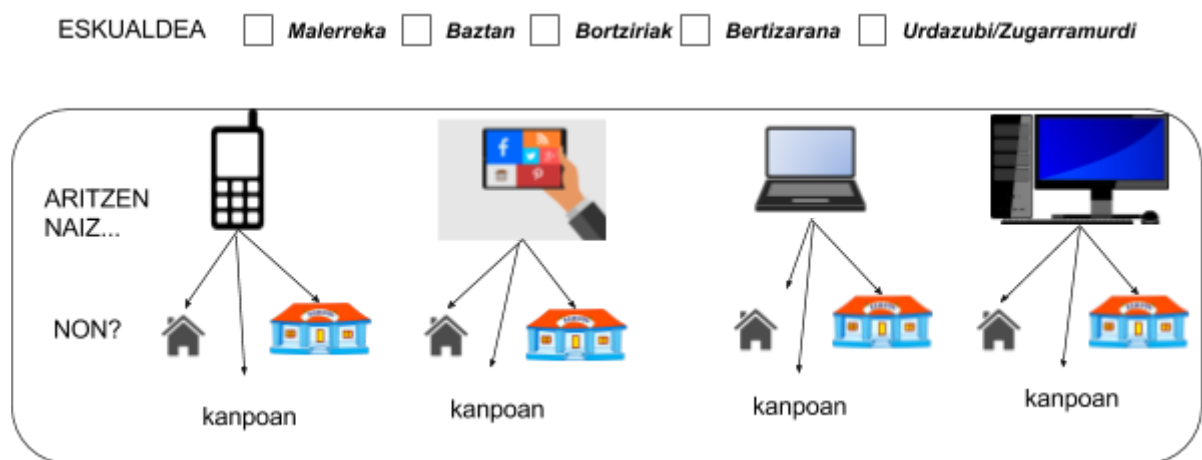 ESKUALDEA Malerreka Baztan Bortziriak Bertizarana Urdazubi/Zugarramurdi
ARITZEN
NAIZ...
NON?
kanpoan kanpoan kanpoan kanpoan